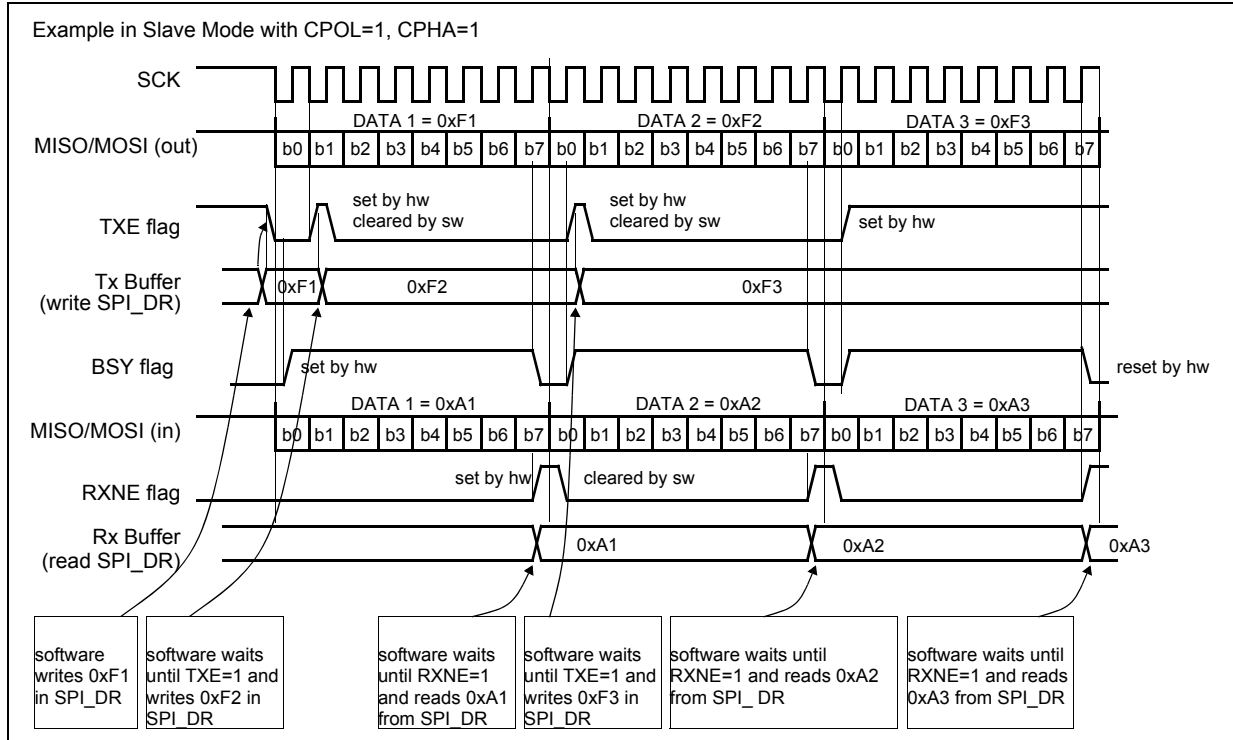 Example in Slave Mode with CPOL=1, CPHA=1
SCK
DATA 1 = 0xF1
DATA 2 = 0xF2
DATA 3 = 0xF3
MISO/MOSI (out)
b0 b1 b2 b3 b4 b5 b6 b7 b0 b1 b2 b3 b4 b5 b6 b7 b0 b1 b2 b3 b4 b5 b6 b7
set by hw
cleared by sw
set by hw
cleared by sw
set by hw
TXE flag
Tx Buffer
(write SPI_DR)
0xF1
0xF2
0xF3
BSY flag
set by hw
reset by hw
DATA 1 = 0xA1
DATA 2 = 0xA2
DATA 3 = 0xA3
MISO/MOSI (in)
b0 b1 b2 b3 b4 b5 b6 b7 b0 b1 b2 b3 b4 b5 b6 b7 b0 b1 b2 b3 b4 b5 b6 b7
set by hw
cleared by sw
RXNE flag
Rx Buffer
(read SPI_DR)
0xA1
0xA2
0xA3
software
writes 0xF1
in SPI_DR
software waits
until TXE=1 and
writes 0xF2 in
SPI_DR
software waits
until RXNE=1
and reads 0xA1
from SPI_DR
software waits
until TXE=1 and
writes 0xF3 in
SPI_DR
software waits until
RXNE=1 and reads 0xA2
from SPI_ DR
software waits until
RXNE=1 and reads
0xA3 from SPI_DR